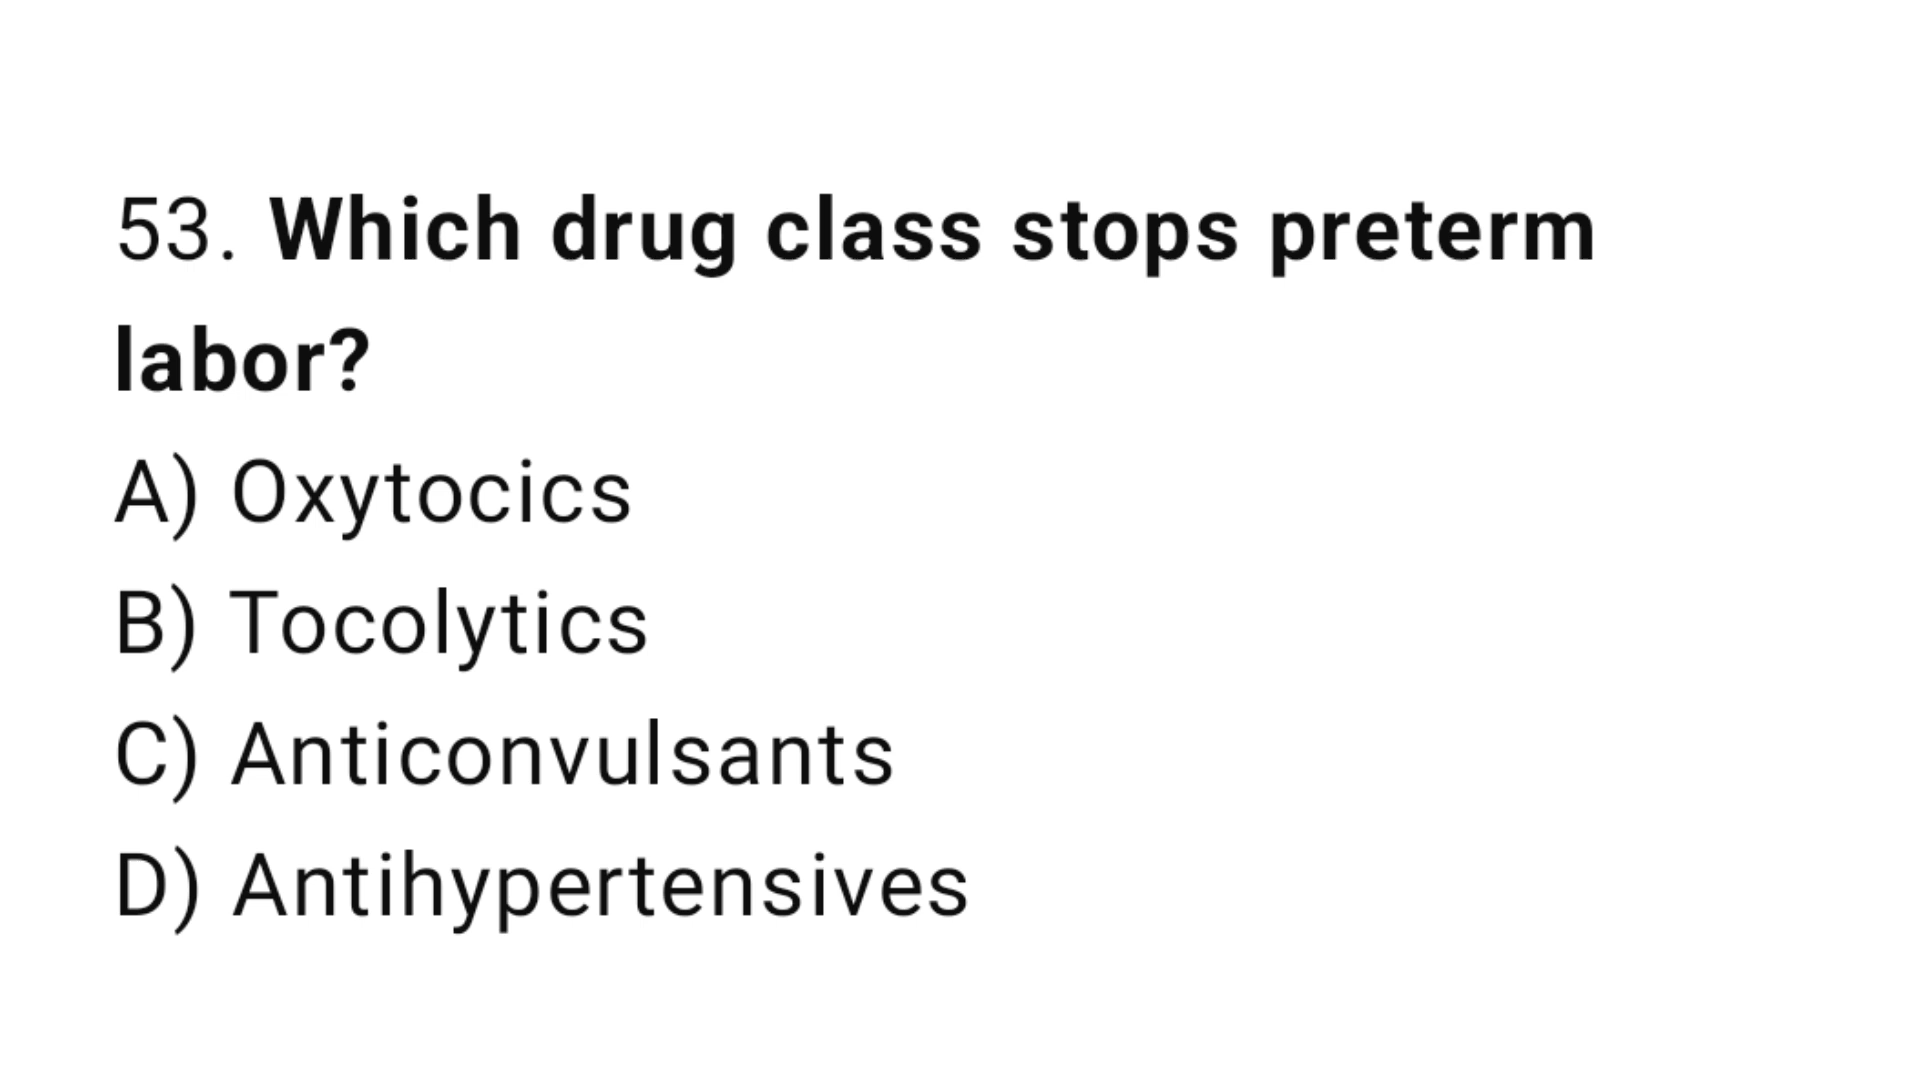 53. Which drug class stops preterm
labor?
A) Oxytocics
B) Tocolytics
C) Anticonvulsants
D) Antihypertensives